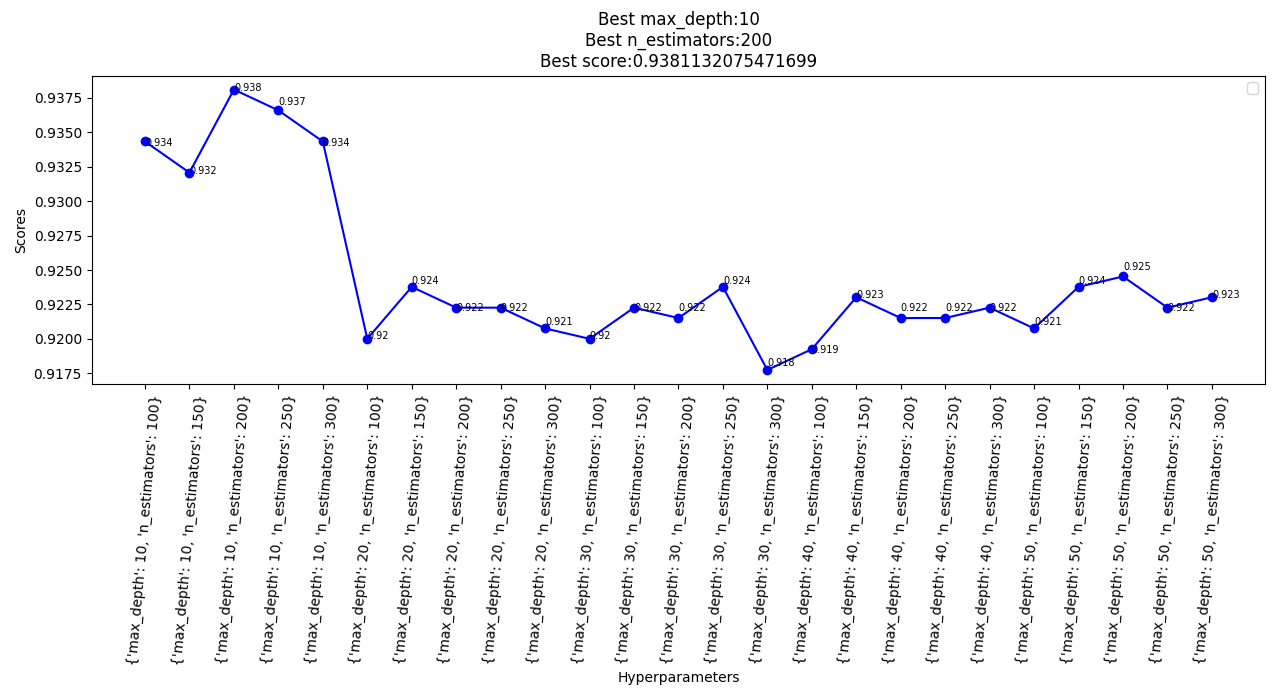 Best max_depth:10
Best n_estimators:200
Best score:0.9381132075471699
Scores
0.9375
0.9350
0.9325
0.9300
0.9275
0.9250
0.9225
0.9200
0.9175
0.934
0.932
0.938
0.937
0.934
0.92
0.924
0.922
0.922
0.921
0.92
0.922
0.922
0.924
0.918
0.919
0.923
0.922
0.922
0.922
0.921
0.924
0.925
0.922
0.923
{'max_depth': 10, 'n_estimators': 100}
{'max_depth': 10, 'n_estimators': 150}
{'max_depth': 10, 'n_estimators': 200}
{'max_depth': 10, 'n_estimators': 250}
{'max_depth': 10, 'n_estimators': 300}
{'max_depth': 20, 'n_estimators': 100}
{'max_depth': 20, 'n_estimators': 150}
{'max_depth': 20, 'n_estimators': 200}
{'max_depth': 20, 'n_estimators': 250}
{'max_depth': 20, 'n_estimators': 300}
{'max_depth': 30, 'n_estimators': 100}
{'max_depth': 30, 'n_estimators': 150}
{'max_depth': 30, 'n_estimators': 200}
{'max_depth': 30, 'n_estimators': 250}
{'max_depth': 30, 'n_estimators': 300}
{'max_depth': 40, 'n_estimators': 100}
{'max_depth': 40, 'n_estimators': 150}
{'max_depth': 40, 'n_estimators': 200}
{'max_depth': 40, 'n_estimators': 250}
{'max_depth': 40, 'n_estimators': 300}
{'max_depth': 50, 'n_estimators': 100}
{'max_depth': 50, 'n_estimators': 150}
{'max_depth': 50, 'n_estimators': 200}
{'max_depth': 50, 'n_estimators': 250}
{'max_depth': 50, 'n_estimators': 300}
Hyperparameters